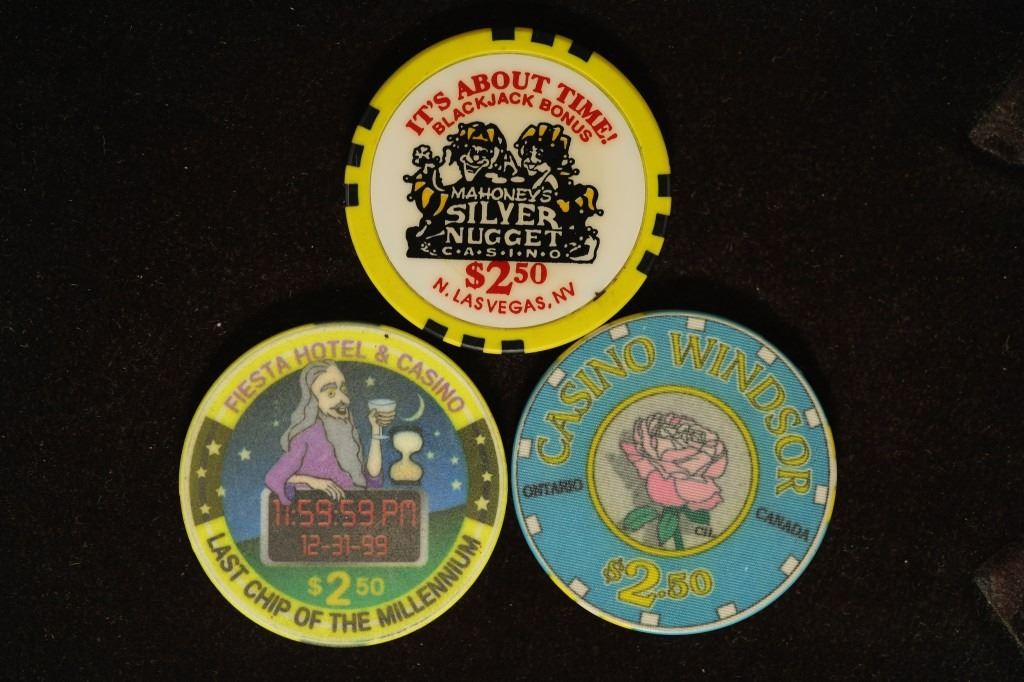 IT'S ABOUT TIME!
BLACKJACK BONUS
MAHONEY'S
SILVER
NUGGET
C·A·S·I·N·O
$2.50
N. LAS VEGAS, NV
FIESTA HOTEL & CASINO
11:59:59 PM
12-31-99
$2.50
LAST CHIP OF THE MILLENNIUM
CASINO WINDSOR
ONTARIO
CANADA
$2.50